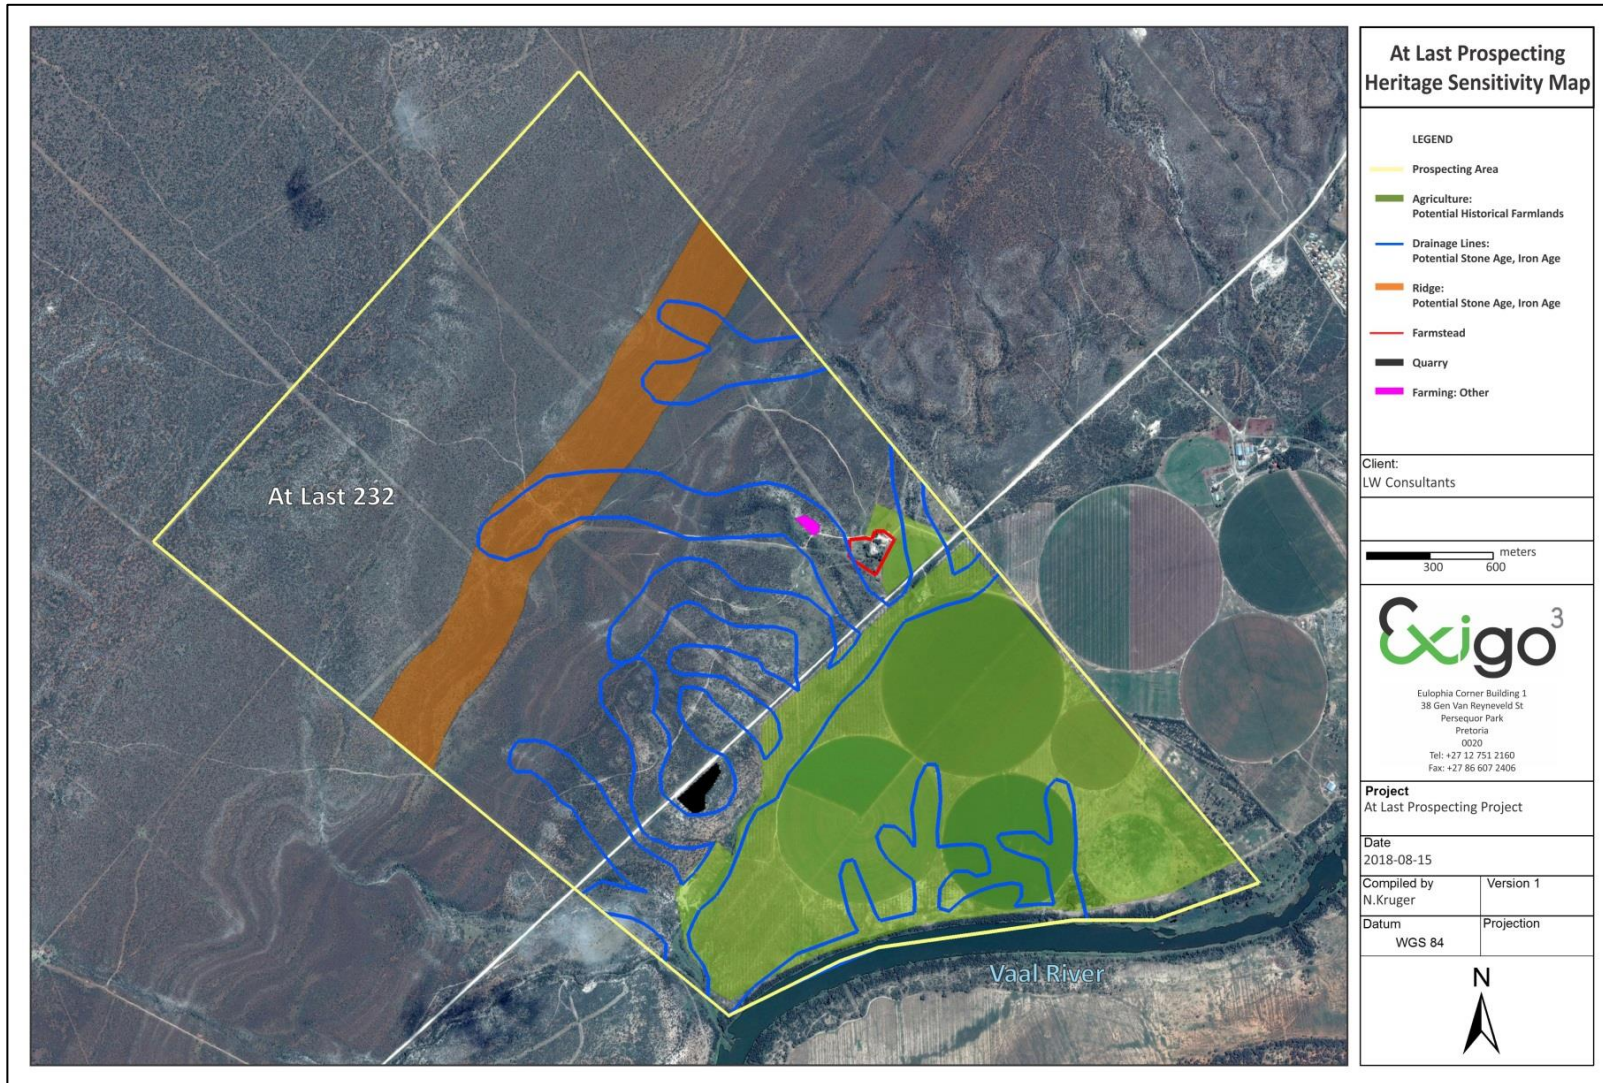 At Last Prospecting
Heritage Sensitivity Map
LEGEND
Prospecting Area
Agriculture:
Potential Historical Farmlands
Drainage Lines:
Potential Stone Age, Iron Age
Ridge:
Potential Stone Age, Iron Age
Farmstead
Quarry
Farming: Other
Client:
LW Consultants
meters
300 600
Exigo3
Eulophia Corner Building 1
38 Gen Van Reyneveld St
Persequor Park
Pretoria
0020
Tel: +27 12 751 2160
Fax: +27 86 607 2406
Project
At Last Prospecting Project
Date
2018-08-15
Compiled by
N.Kruger
Version 1
Datum
WGS 84
Projection
N
At Last 232
Vaal River